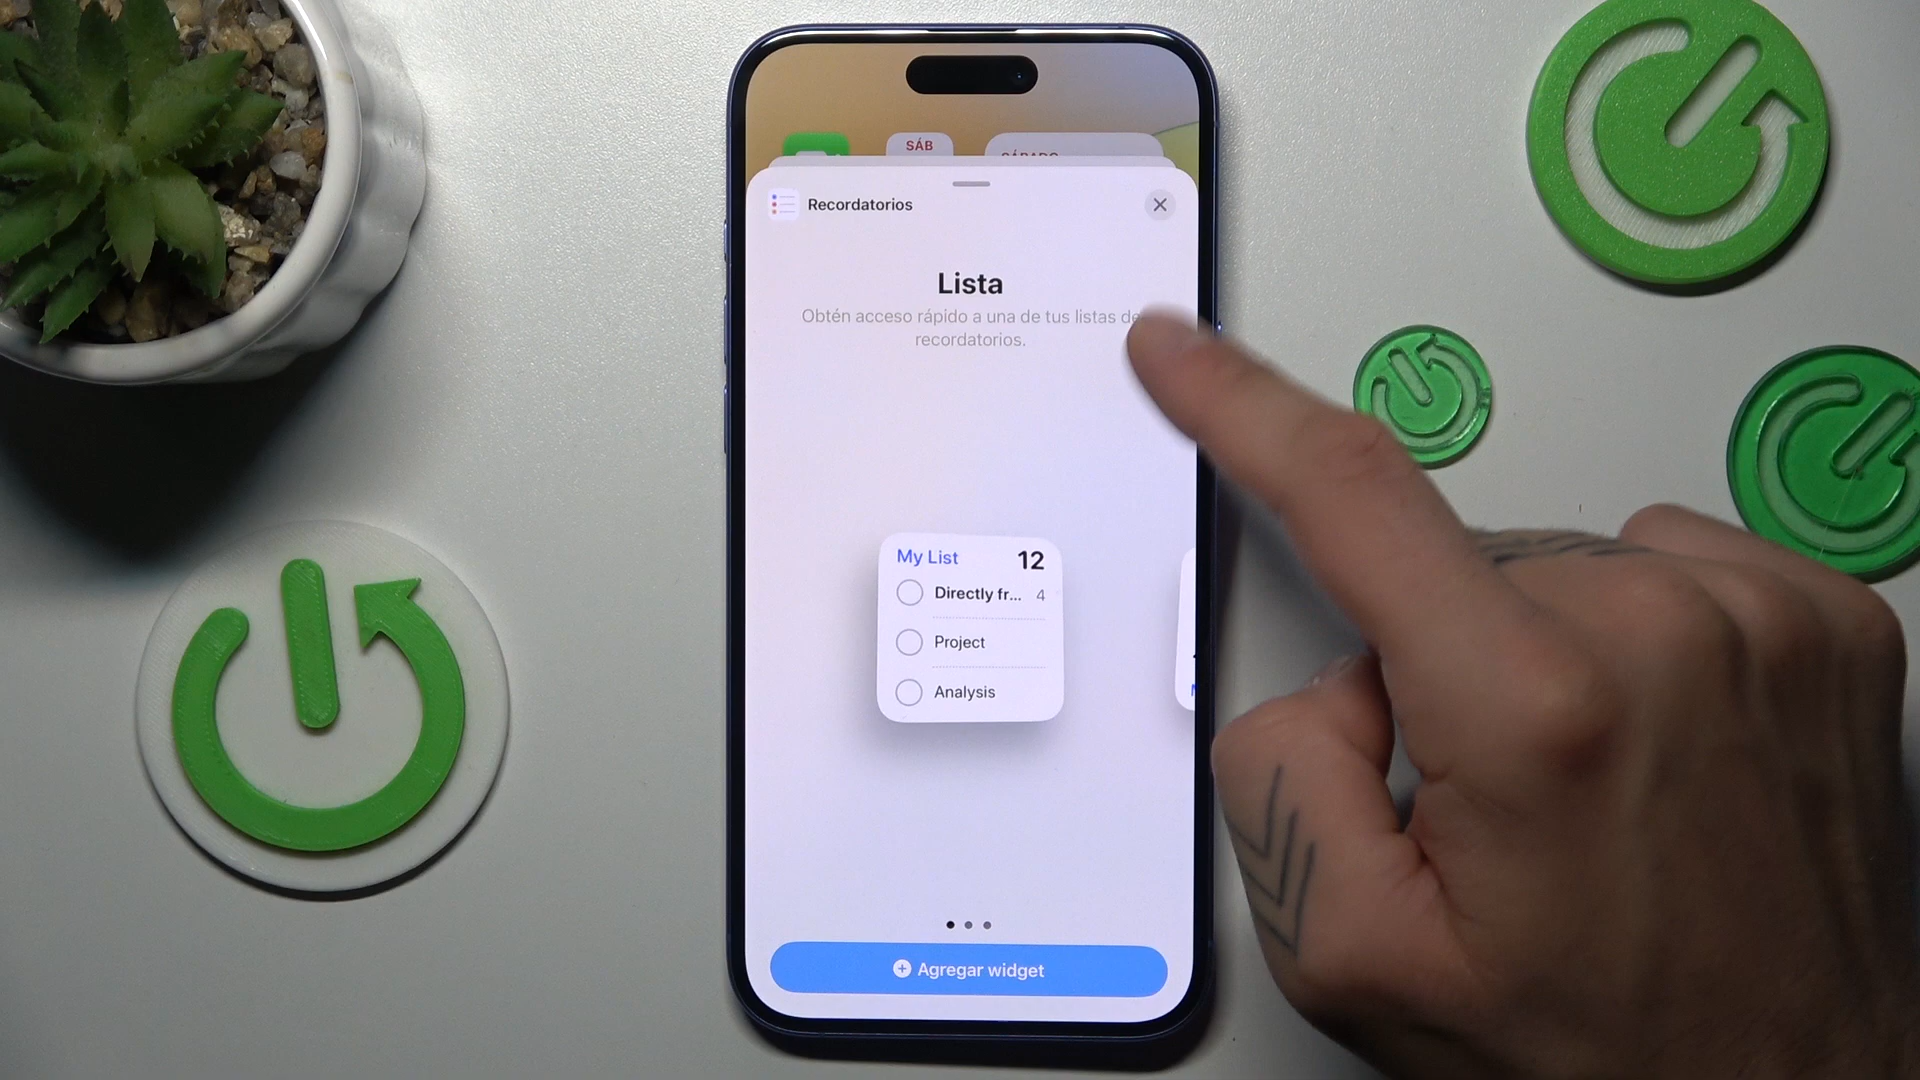 SÁB
SÁBADO
Recordatorios
Lista
Obtén acceso rápido a una de tus listas de
recordatorios.
My List 12
Directly fr... 4
Project
Analysis
Agregar widget